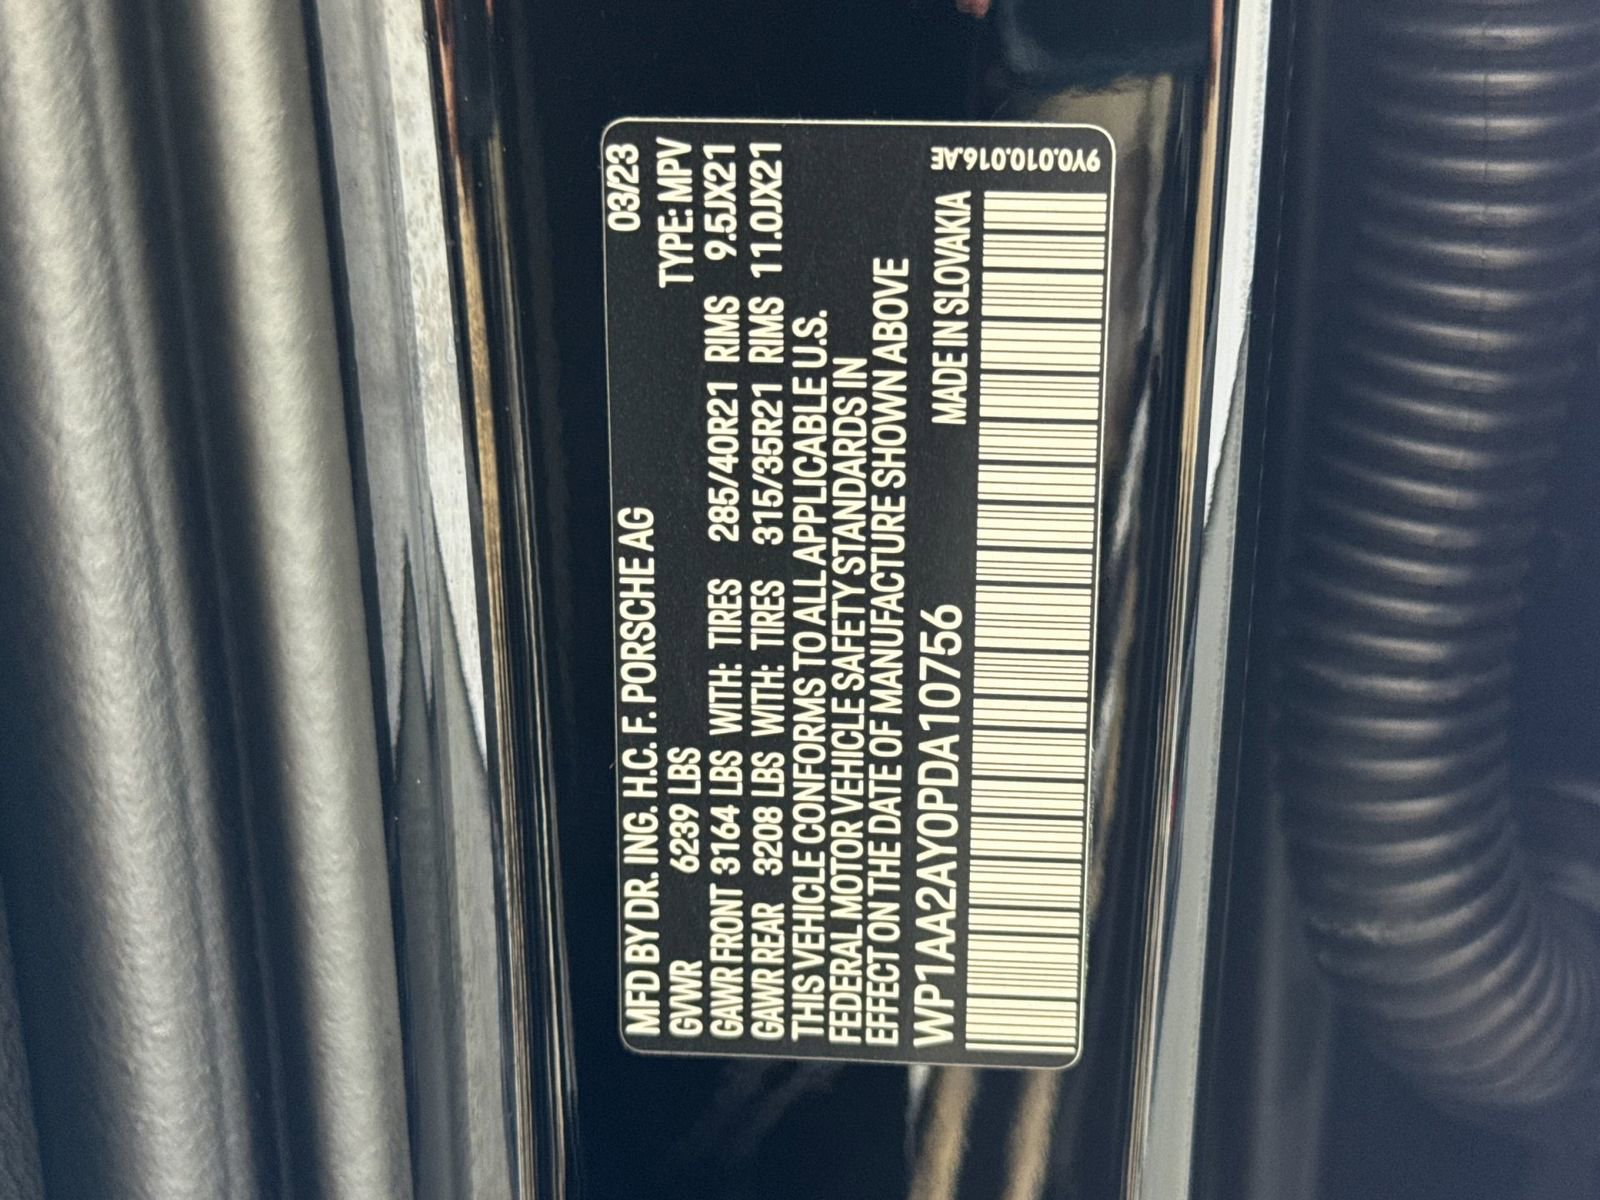 MFD BY DR. ING. H.C. F. PORSCHE AG 03/23
GVWR 6239 LBS TYPE: MPV
GAWR FRONT 3164 LBS WITH: TIRES 285/40R21 RIMS 9.5JX21
GAWR REAR 3208 LBS WITH: TIRES 315/35R21 RIMS 11.0JX21
THIS VEHICLE CONFORMS TO ALL APPLICABLE U.S.
FEDERAL MOTOR VEHICLE SAFETY STANDARDS IN
EFFECT ON THE DATE OF MANUFACTURE SHOWN ABOVE
WP1AA2AY0PDA10756 MADE IN SLOVAKIA
9Y0.010.016.AE